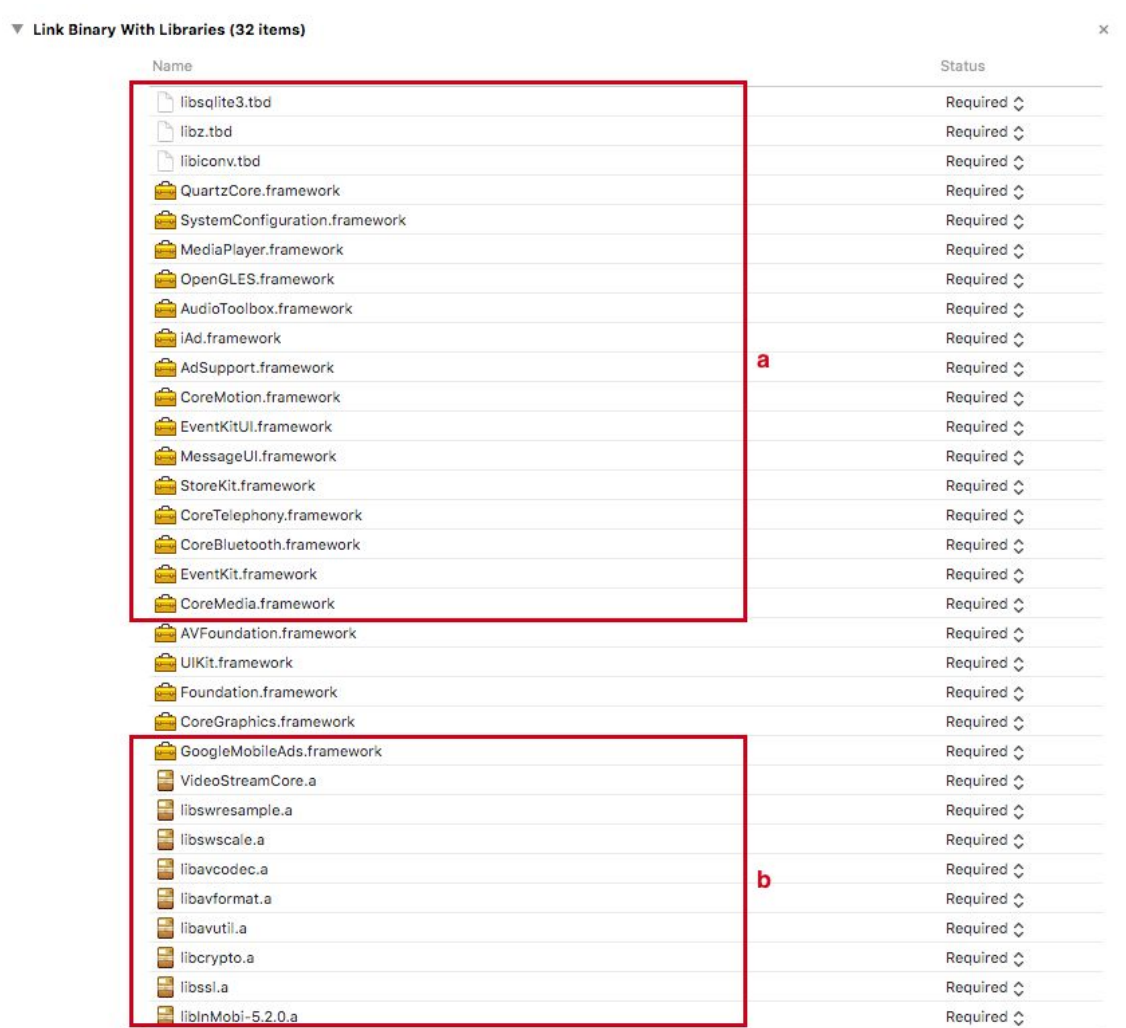 Link Binary With Libraries (32 items) ×
Name Status
libsqlite3.tbd Required
libz.tbd Required
libiconv.tbd Required
QuartzCore.framework Required
SystemConfiguration.framework Required
MediaPlayer.framework Required
OpenGLES.framework Required
AudioToolbox.framework Required
iAd.framework Required
a
AdSupport.framework Required
CoreMotion.framework Required
EventKitUI.framework Required
MessageUI.framework Required
StoreKit.framework Required
CoreTelephony.framework Required
CoreBluetooth.framework Required
EventKit.framework Required
CoreMedia.framework Required
AVFoundation.framework Required
UIKit.framework Required
Foundation.framework Required
CoreGraphics.framework Required
GoogleMobileAds.framework Required
VideoStreamCore.a Required
libswresample.a Required
libswscale.a Required
libavcodec.a Required
b
libavformat.a Required
libavutil.a Required
libcrypto.a Required
libssl.a Required
libInMobi-5.2.0.a Required